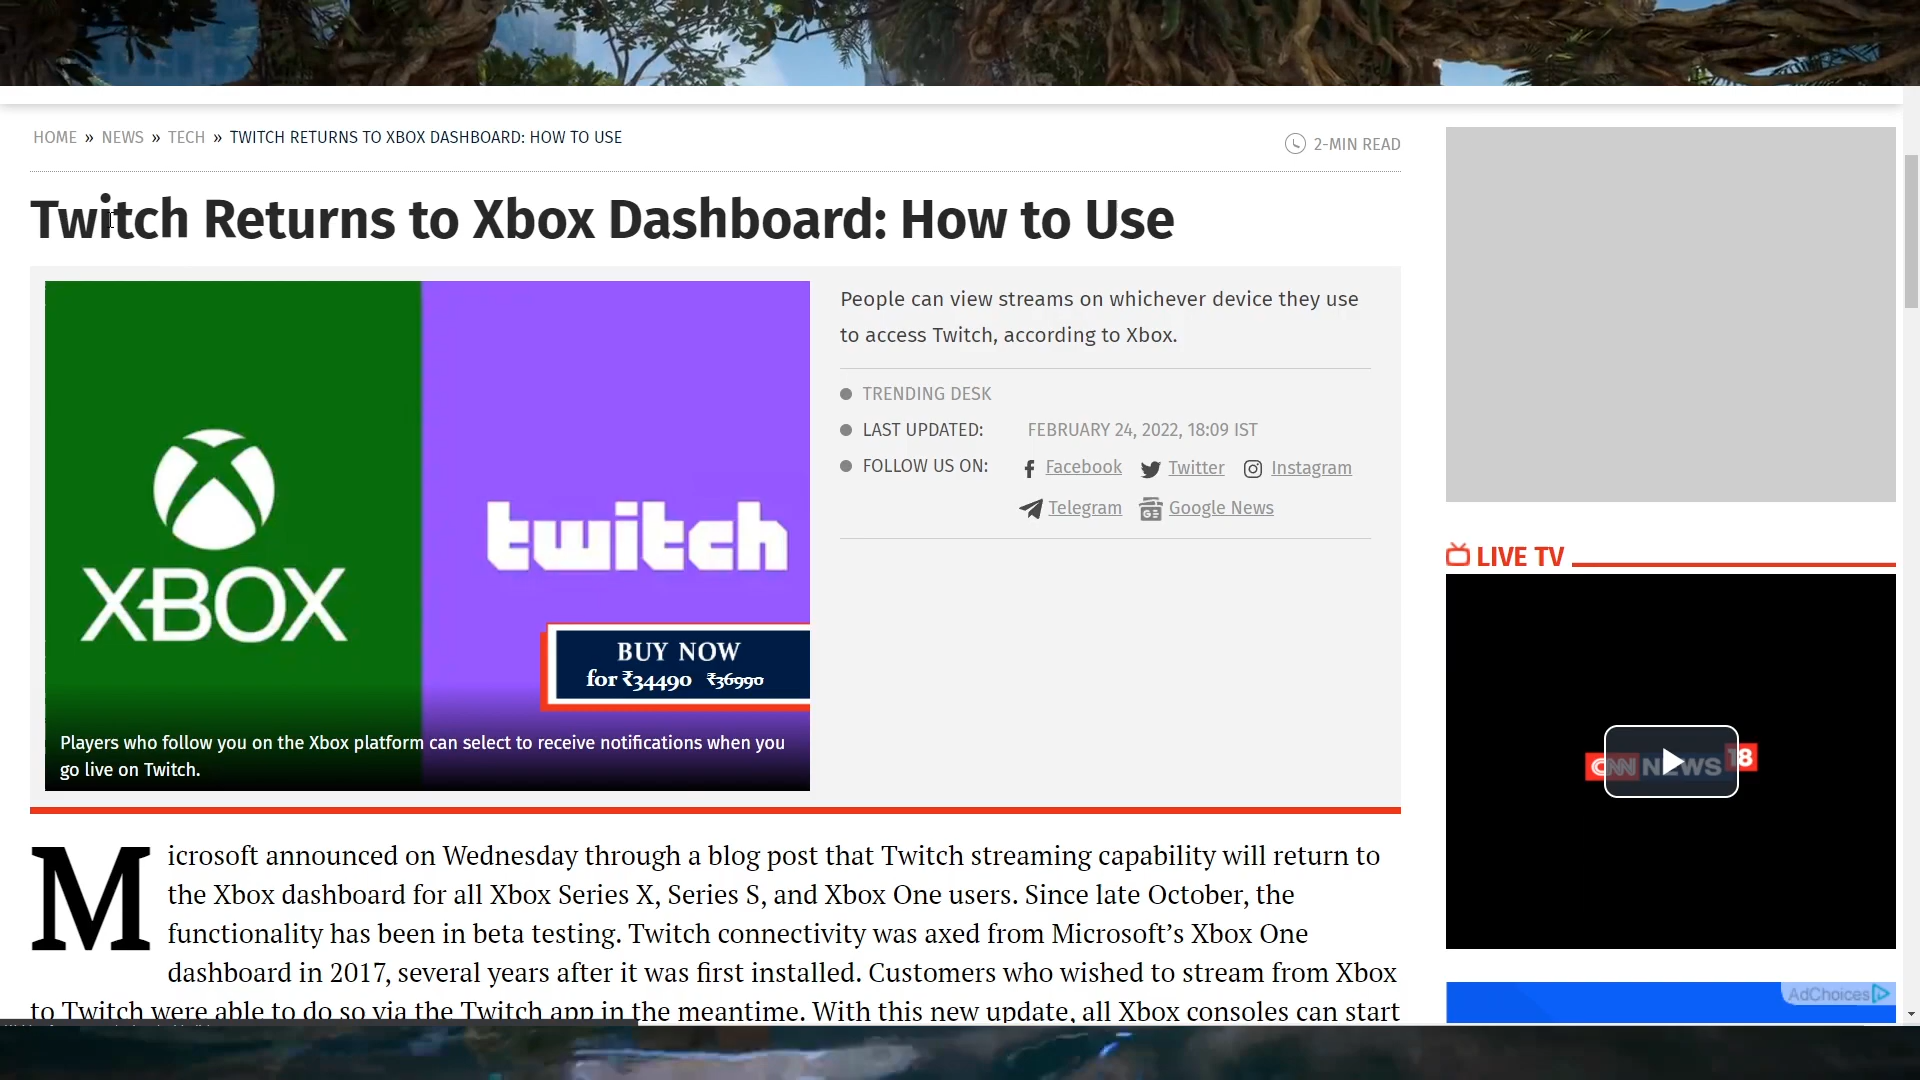 HOME » NEWS » TECH » TWITCH RETURNS TO XBOX DASHBOARD: HOW TO USE
2-MIN READ
Twitch Returns to Xbox Dashboard: How to Use
XBOX
twitch
BUY NOW
for ₹34490 ₹36990
Players who follow you on the Xbox platform can select to receive notifications when you
go live on Twitch.
People can view streams on whichever device they use
to access Twitch, according to Xbox.
TRENDING DESK
LAST UPDATED: FEBRUARY 24, 2022, 18:09 IST
FOLLOW US ON: Facebook Twitter Instagram
Telegram Google News
LIVE TV
CNN NEWS 18
AdChoices
Microsoft announced on Wednesday through a blog post that Twitch streaming capability will return to
the Xbox dashboard for all Xbox Series X, Series S, and Xbox One users. Since late October, the
functionality has been in beta testing. Twitch connectivity was axed from Microsoft’s Xbox One
dashboard in 2017, several years after it was first installed. Customers who wished to stream from Xbox
to Twitch were able to do so via the Twitch app in the meantime. With this new update, all Xbox consoles can start